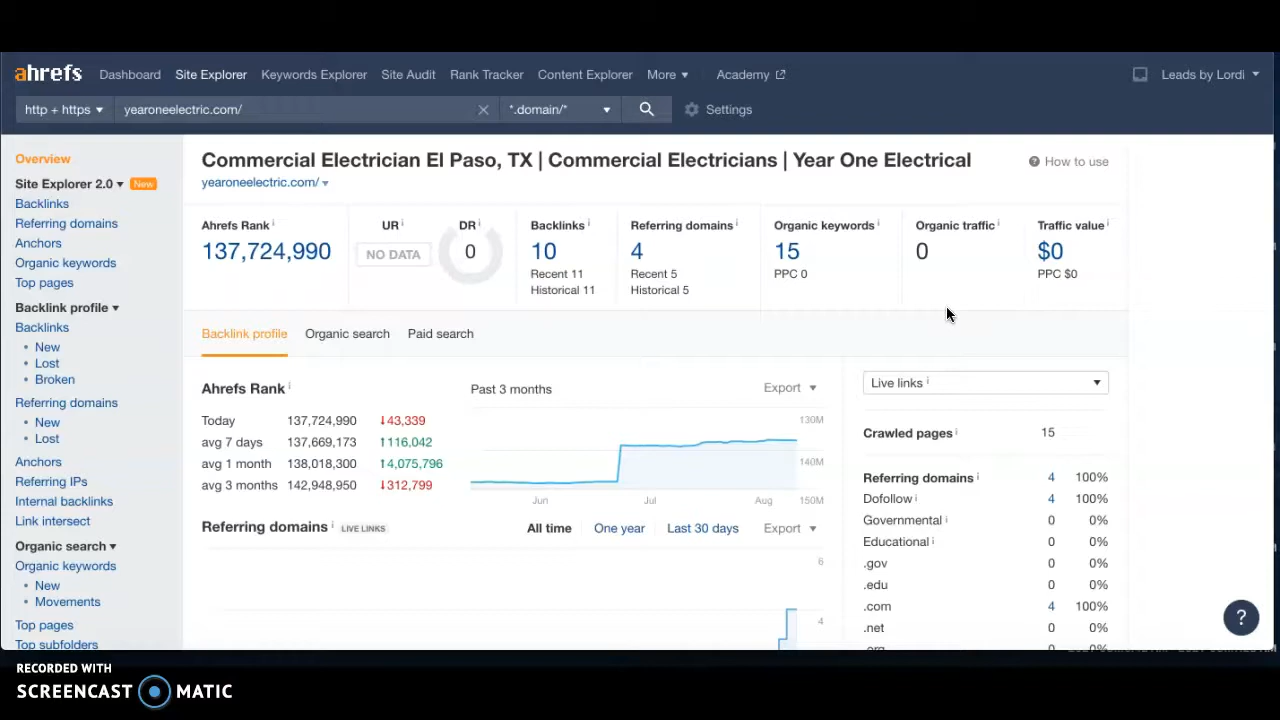 ahrefs Dashboard Site Explorer Keywords Explorer Site Audit Rank Tracker Content Explorer More Academy Leads by Lordi
http + https yearoneelectric.com/ *.domain/* Settings
Commercial Electrician El Paso, TX | Commercial Electricians | Year One Electrical
How to use
yearoneelectric.com/
Overview
Site Explorer 2.0 New
Backlinks
Referring domains
Anchors
Organic keywords
Top pages
Backlink profile
Backlinks
New
Lost
Broken
Referring domains
New
Lost
Anchors
Referring IPs
Internal backlinks
Link intersect
Organic search
Organic keywords
New
Movements
Top pages
Top subfolders
Ahrefs Rank
137,724,990
UR
NO DATA
DR
0
Backlinks
10
Recent 11
Historical 11
Referring domains
4
Recent 5
Historical 5
Organic keywords
15
PPC 0
Organic traffic
0
Traffic value
$0
PPC $0
Backlink profile Organic search Paid search
Ahrefs Rank
Today 137,724,990 43,339
avg 7 days 137,669,173 116,042
avg 1 month 138,018,300 4,075,796
avg 3 months 142,948,950 312,799
Past 3 months Export
130M
140M
Jun Jul Aug 150M
Referring domains LIVE LINKS All time One year Last 30 days Export
6
4
Live links
Crawled pages 15
Referring domains 4 100%
Dofollow 4 100%
Governmental 0 0%
Educational 0 0%
.gov 0 0%
.edu 0 0%
.com 4 100%
.net 0 0%
?
RECORDED WITH
SCREENCAST MATIC